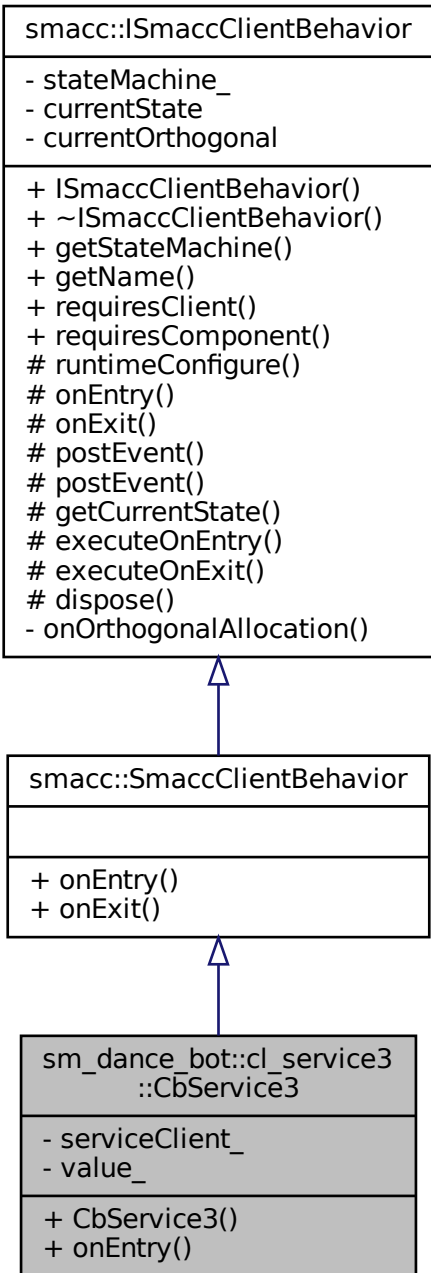 smacc::ISmaccClientBehavior
- stateMachine_
- currentState
- currentOrthogonal
+ ISmaccClientBehavior()
+ ~ISmaccClientBehavior()
+ getStateMachine()
+ getName()
+ requiresClient()
+ requiresComponent()
# runtimeConfigure()
# onEntry()
# onExit()
# postEvent()
# postEvent()
# getCurrentState()
# executeOnEntry()
# executeOnExit()
# dispose()
- onOrthogonalAllocation()
smacc::SmaccClientBehavior
+ onEntry()
+ onExit()
sm_dance_bot::cl_service3
::CbService3
- serviceClient_
- value_
+ CbService3()
+ onEntry()